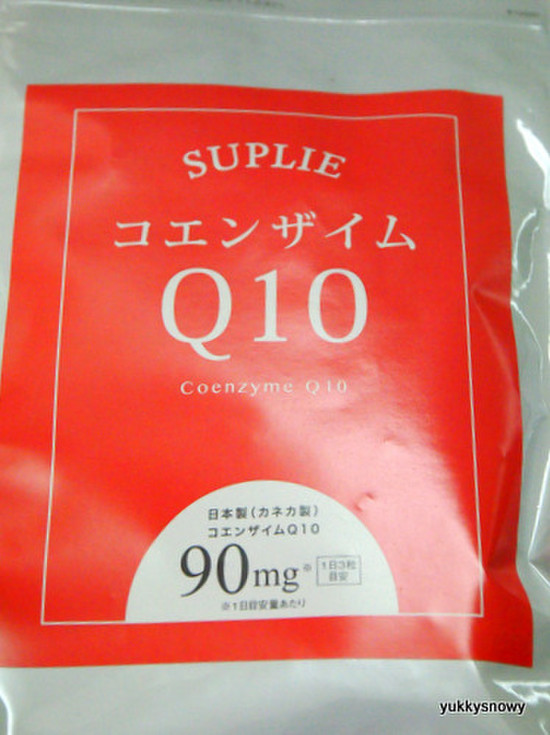 SUPLIE
コエンザイム
Q10
Coenzyme Q10
日本製(カネカ製)
コエンザイムQ10
90mg※
1日3粒
目安
※1日目安量あたり
yukkysnowy